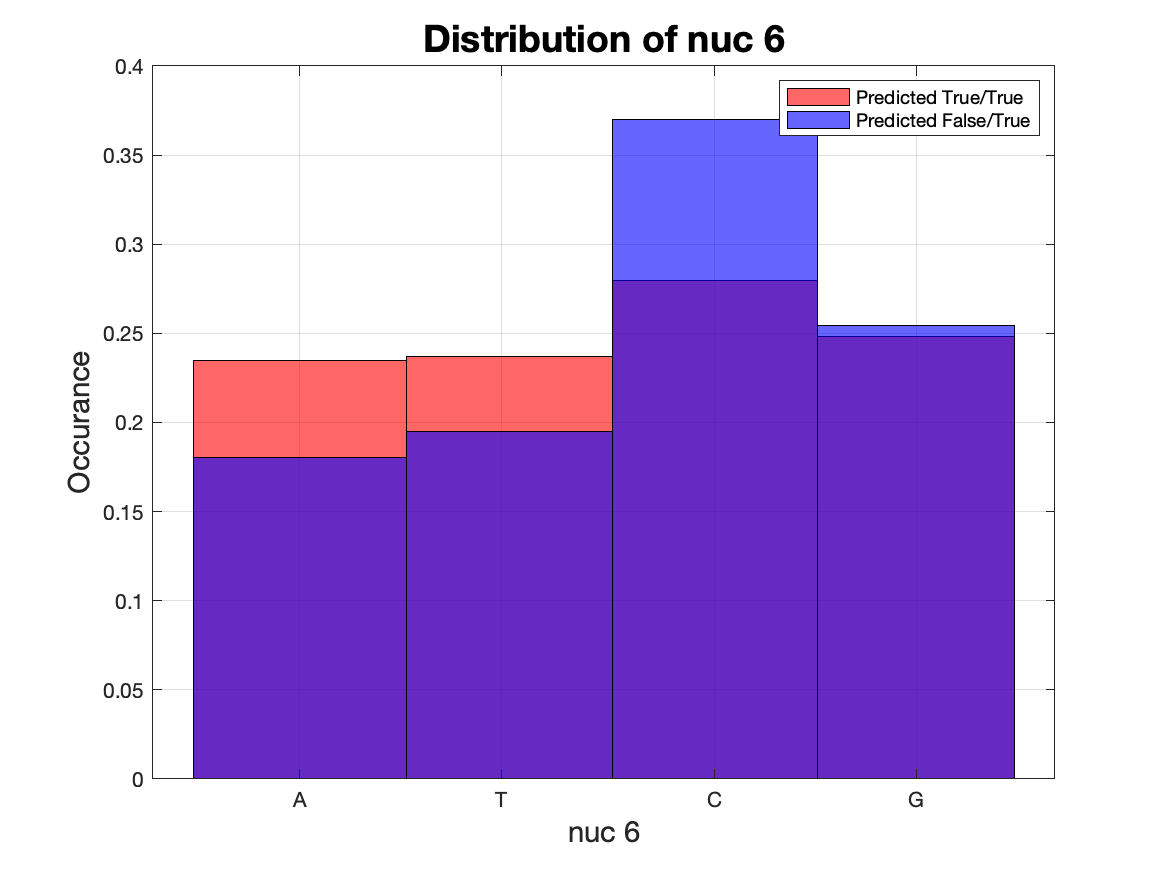 Distribution of nuc 6
0.4
0.35
0.3
0.25
0.2
0.15
0.1
0.05
0
Occurance
Predicted True/True
Predicted False/True
A T C G
nuc 6